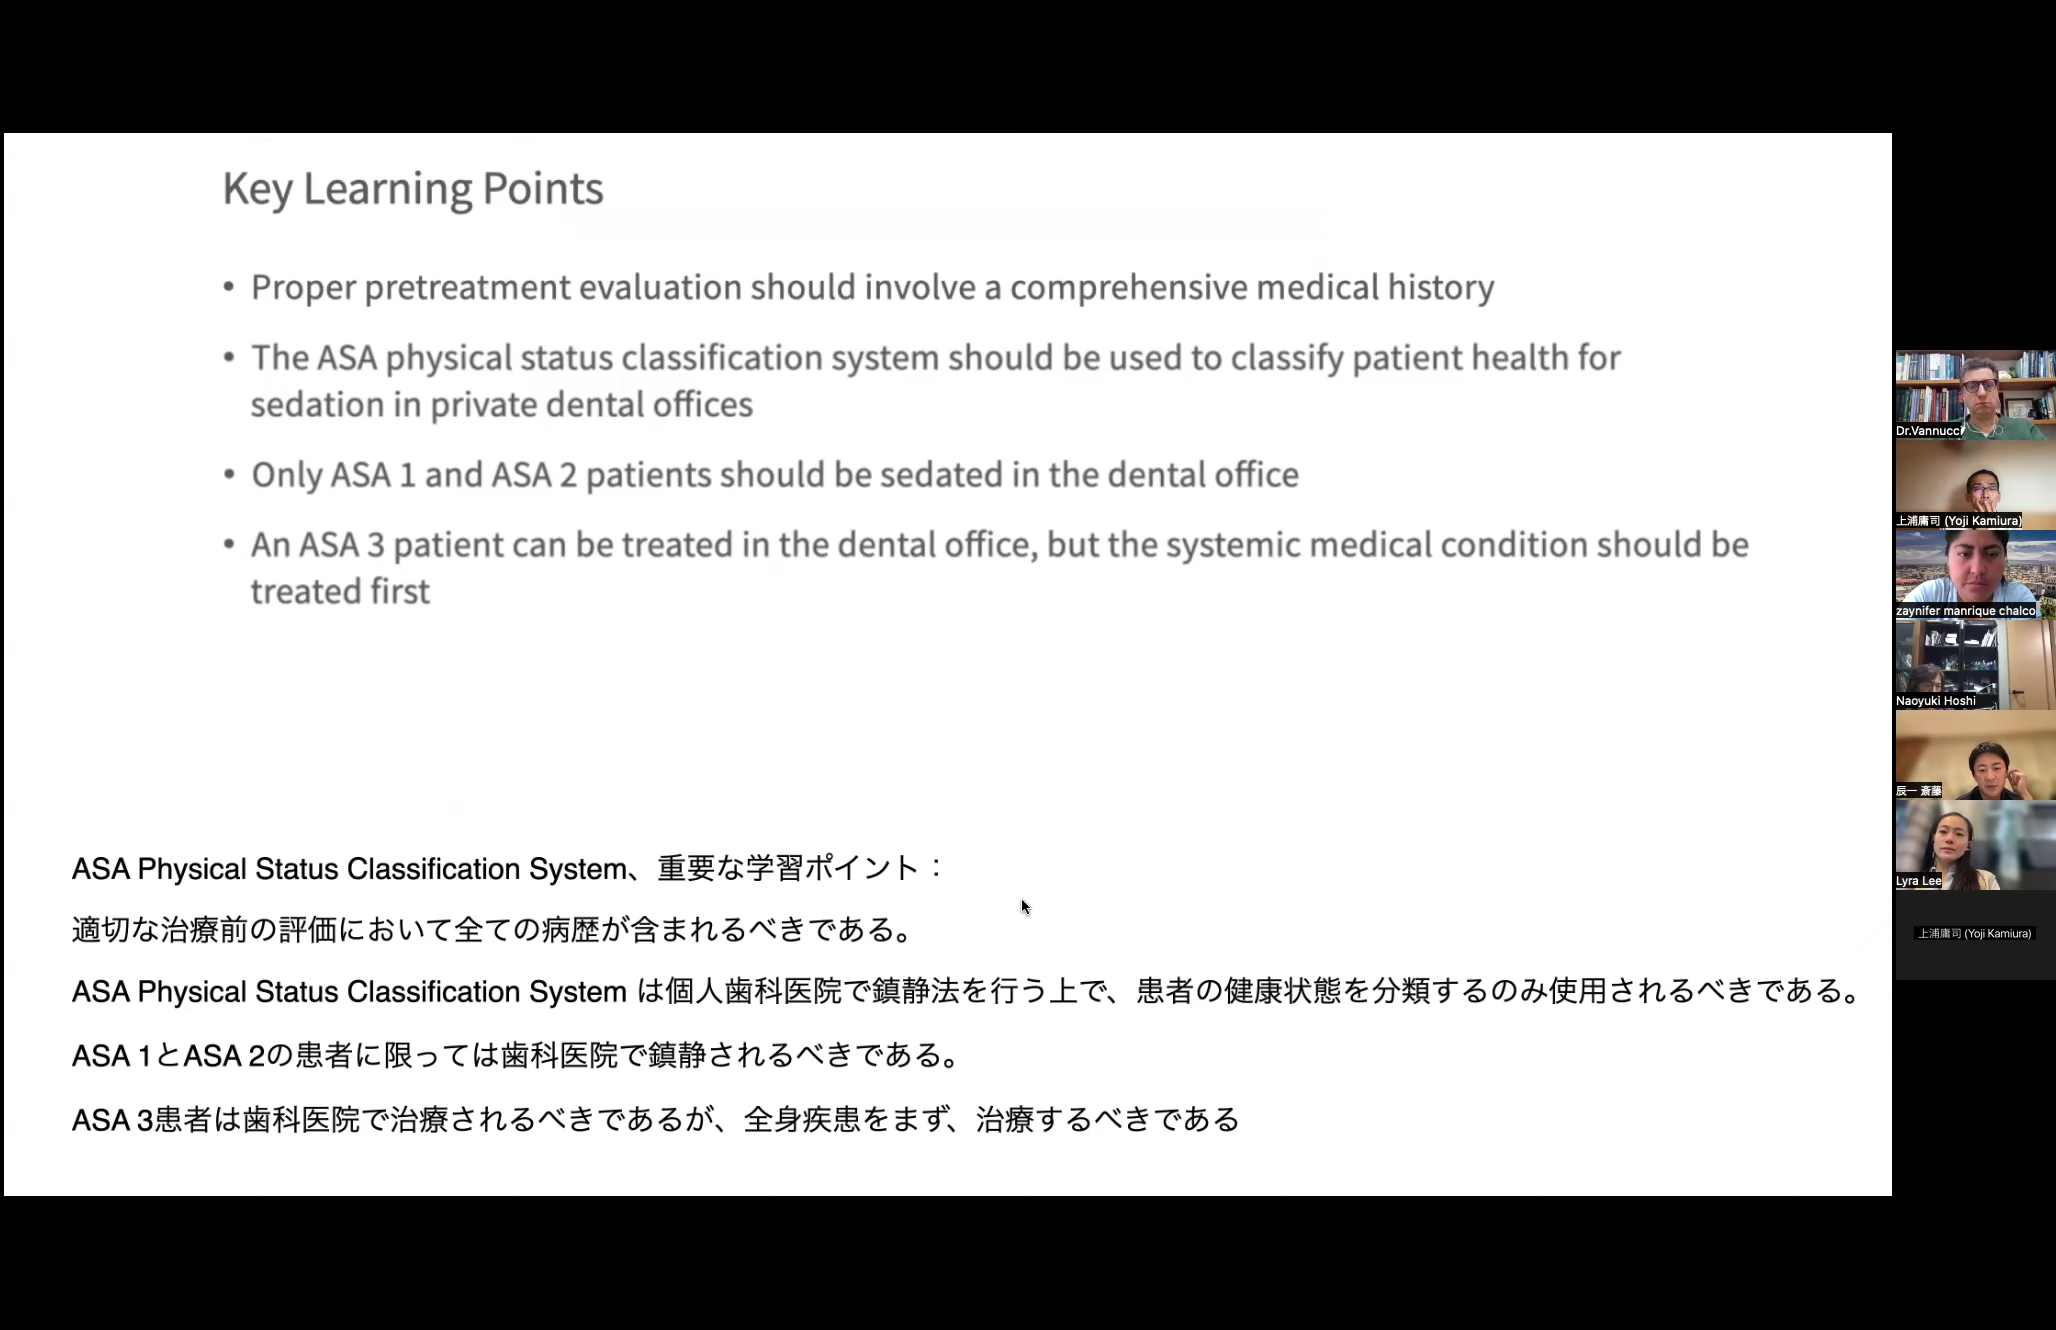 Key Learning Points
• Proper pretreatment evaluation should involve a comprehensive medical history
• The ASA physical status classification system should be used to classify patient health for
sedation in private dental offices
• Only ASA 1 and ASA 2 patients should be sedated in the dental office
• An ASA 3 patient can be treated in the dental office, but the systemic medical condition should be
treated first
ASA Physical Status Classification System、重要な学習ポイント：
適切な治療前の評価において全ての病歴が含まれるべきである。
ASA Physical Status Classification System は個人歯科医院で鎮静法を行う上で、患者の健康状態を分類するのみ使用されるべきである。
ASA 1とASA 2の患者に限っては歯科医院で鎮静されるべきである。
ASA 3患者は歯科医院で治療されるべきであるが、全身疾患をまず、治療するべきである
Dr.Vannucci
上浦庸司 (Yoji Kamiura)
zaynifer manrique chalco
Naoyuki Hoshi
辰一 斎藤
Lyra Lee
上浦庸司 (Yoji Kamiura)